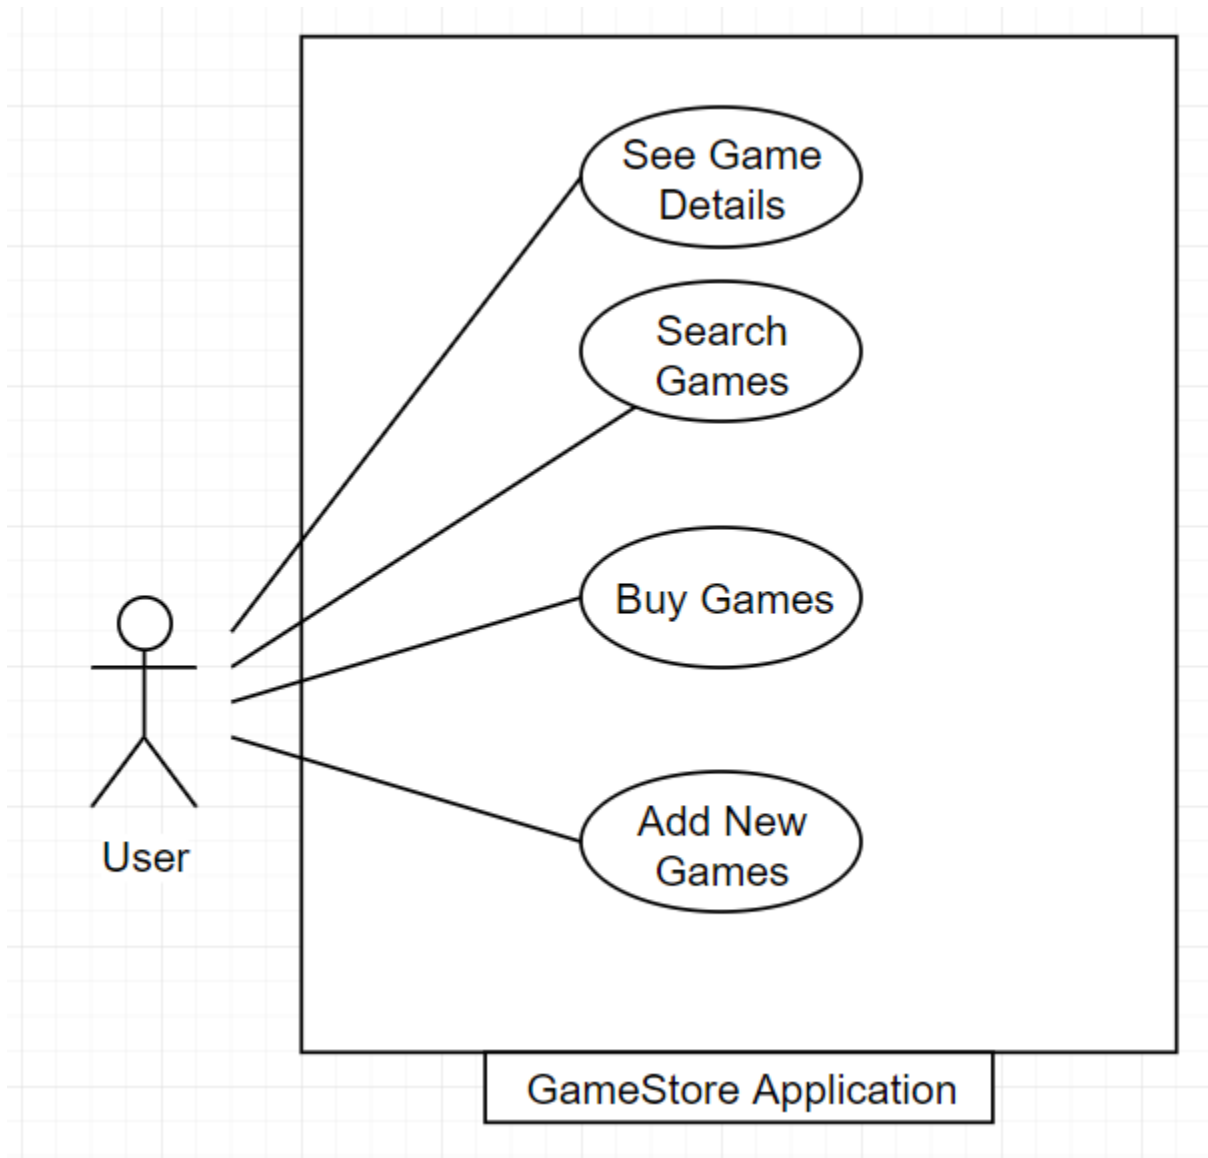 See Game
Details
Search
Games
Buy Games
Add New
Games
User
GameStore Application